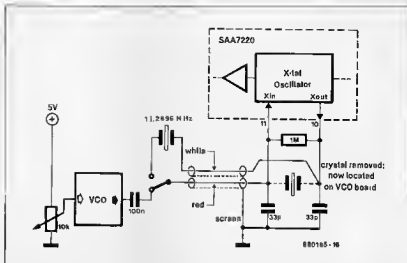 SAA7220
X-tal
Oscillator
Xin
Xout
11
10
5V
11.2896 MHz
1M
white
crystal removed;
now located
on VCO board
VCO
100n
red
10k
screen
33p
33p
880165 - 16